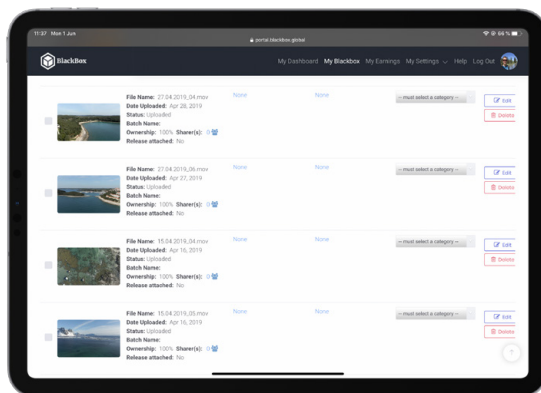 11:37 Mon 1 Jun
portal.blackbox.global
66 %
BlackBox
My Dashboard My Blackbox My Earnings My Settings Help Log Out
File Name: 27.04.2019_04.mov
Date Uploaded: Apr 28, 2019
Status: Uploaded
Batch Name:
Ownership: 100% Sharer(s): 0
Release attached: No
None
None
-- must select a category --
Edit
Delete
File Name: 27.04.2019_06.mov
Date Uploaded: Apr 27, 2019
Status: Uploaded
Batch Name:
Ownership: 100% Sharer(s): 0
Release attached: No
None
None
-- must select a category --
Edit
Delete
File Name: 15.04.2019_04.mov
Date Uploaded: Apr 16, 2019
Status: Uploaded
Batch Name:
Ownership: 100% Sharer(s): 0
Release attached: No
None
None
-- must select a category --
Edit
Delete
File Name: 15.04.2019_05.mov
Date Uploaded: Apr 16, 2019
Status: Uploaded
Batch Name:
Ownership: 100% Sharer(s): 0
Release attached: No
None
None
-- must select a category --
Edit
Delete